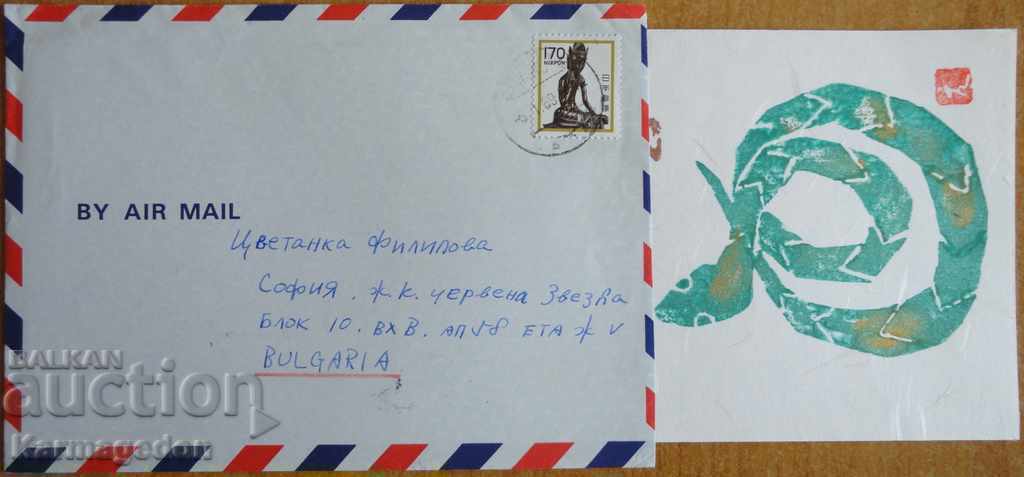 170
NIPPON
日本郵便
BY AIR MAIL
Цветанка Филипова
София. ж.к. червена Звезда
Блок 10. вх В. ап 58 етаж V
BULGARIA
BALKAN
auction
Karmagedon